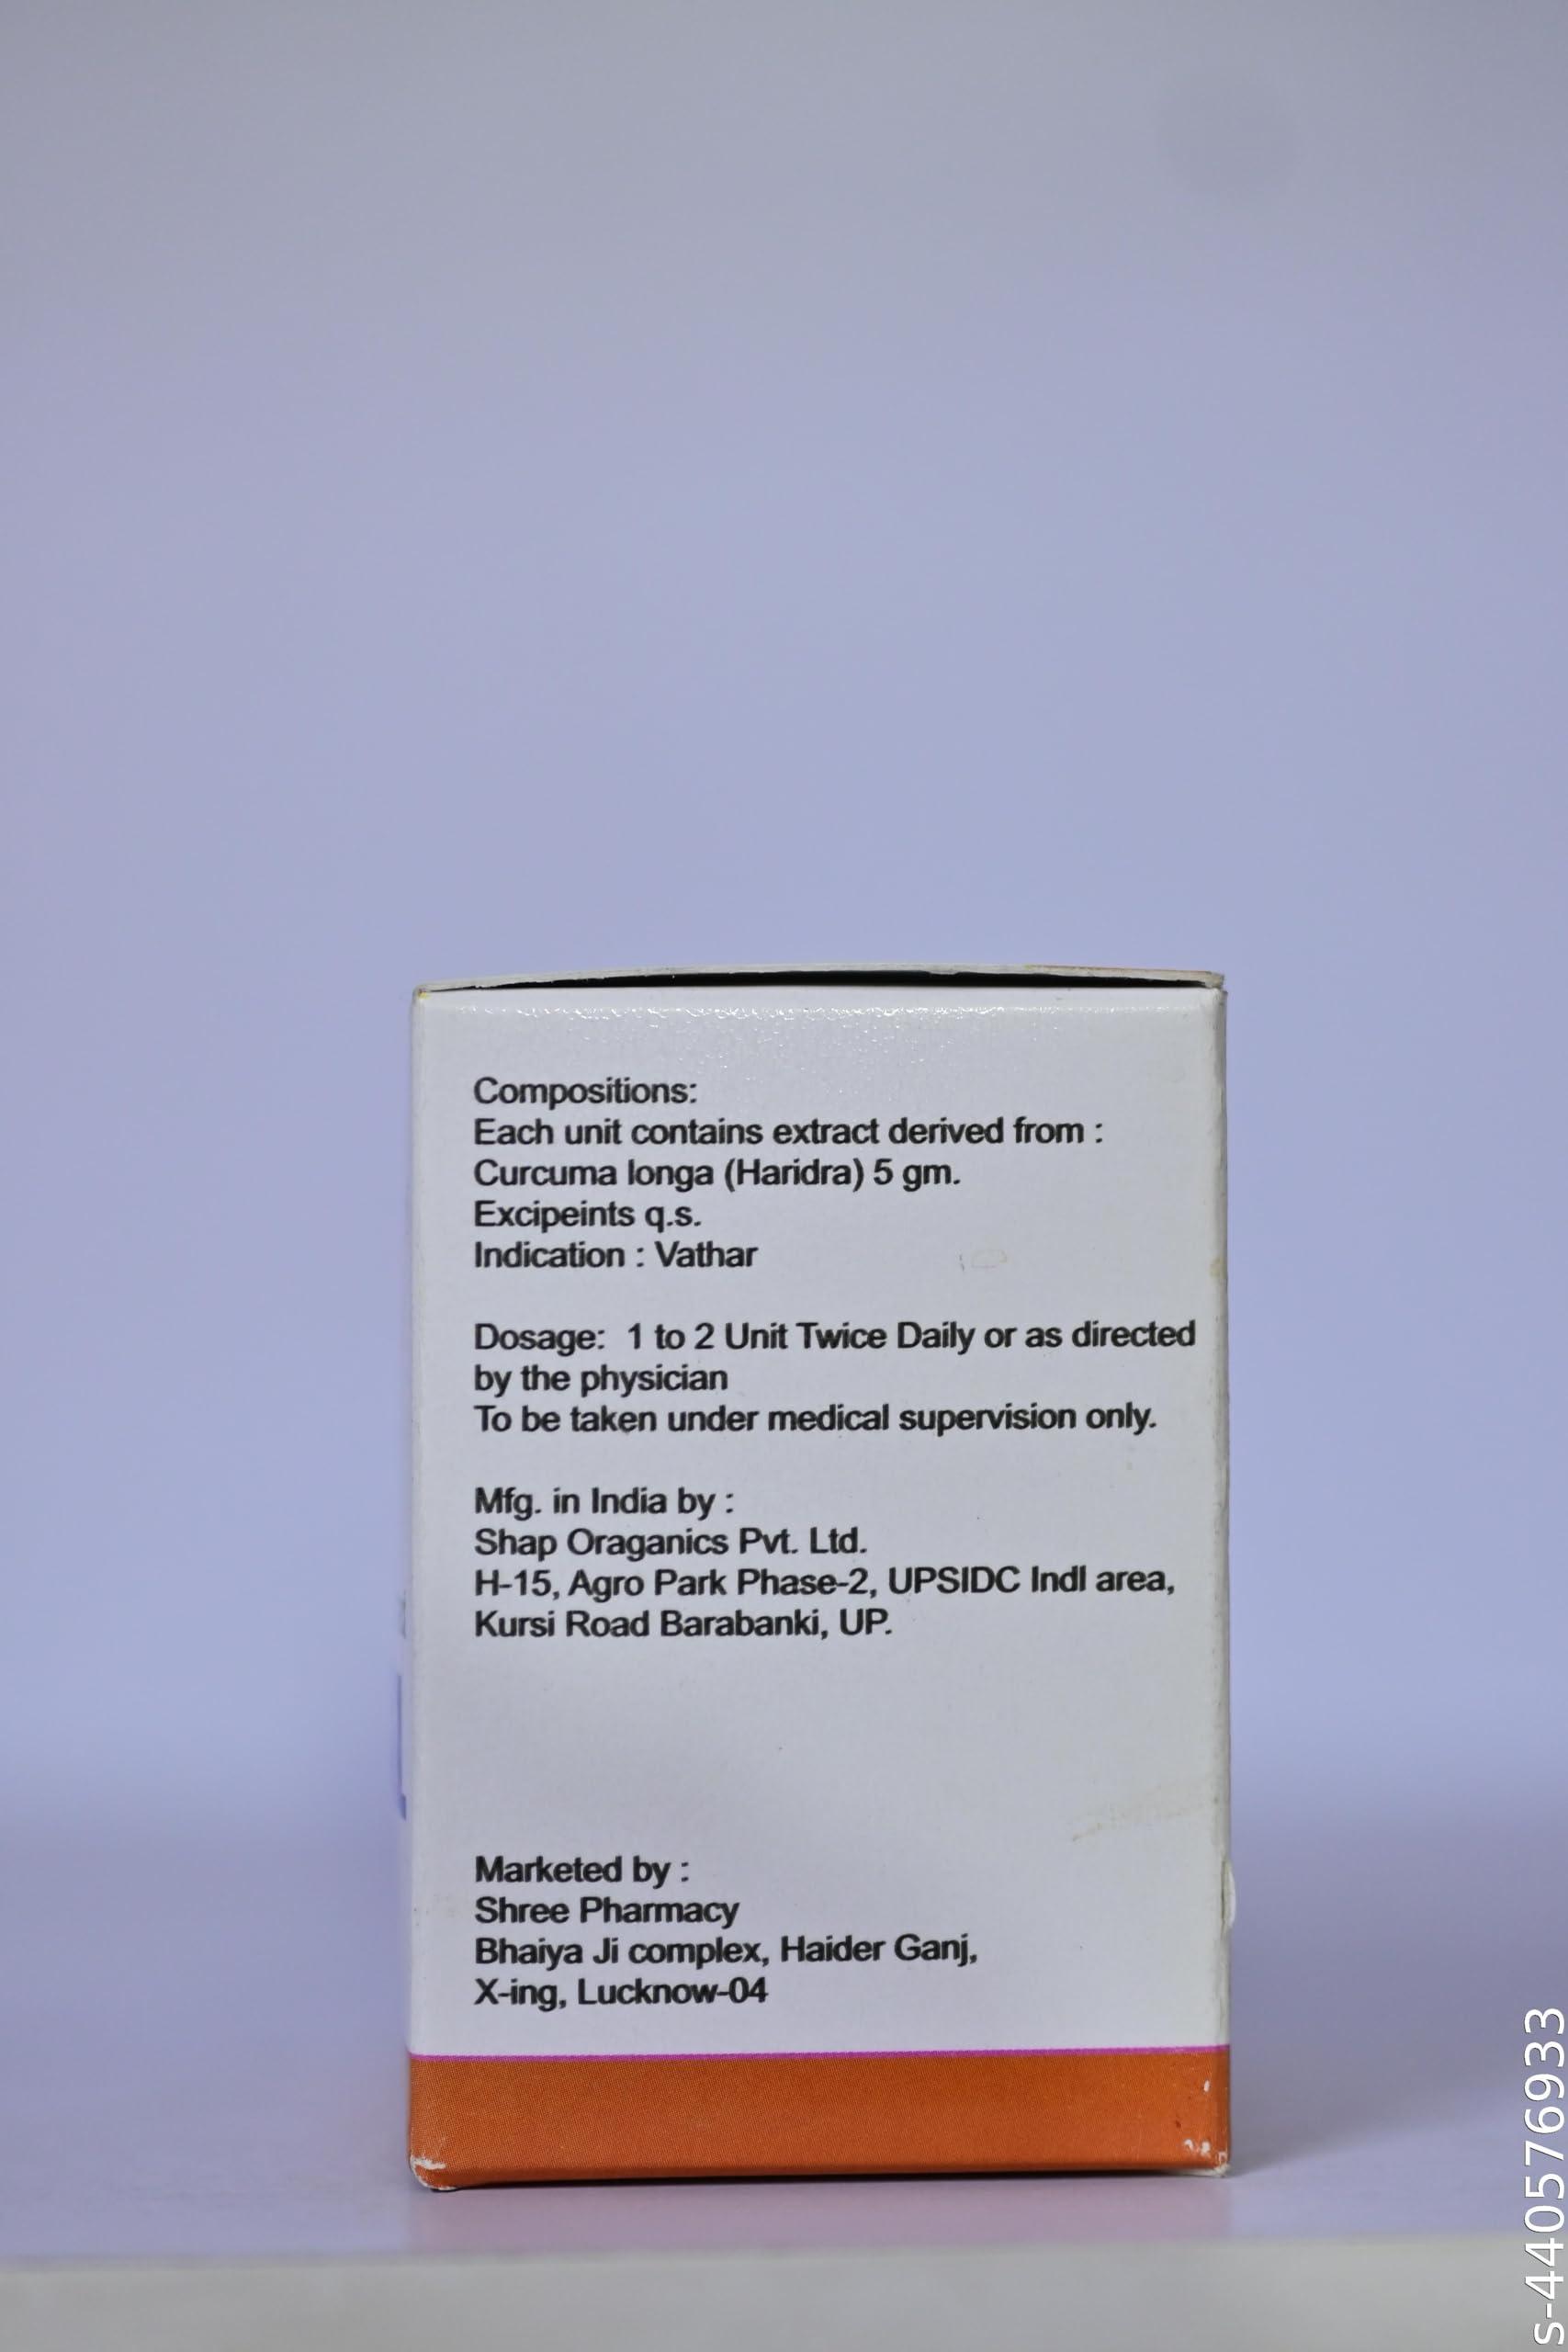 Compositions:
Each unit contains extract derived from :
Curcuma longa (Haridra) 5 gm.
Excipeints q.s.
Indication : Vathar
Dosage: 1 to 2 Unit Twice Daily or as directed
by the physician
To be taken under medical supervision only.
Mfg. in India by :
Shap Oraganics Pvt. Ltd.
H-15, Agro Park Phase-2, UPSIDC Indl area,
Kursi Road Barabanki, UP.
Marketed by :
Shree Pharmacy
Bhaiya Ji complex, Haider Ganj,
X-ing, Lucknow-04
s-440576933